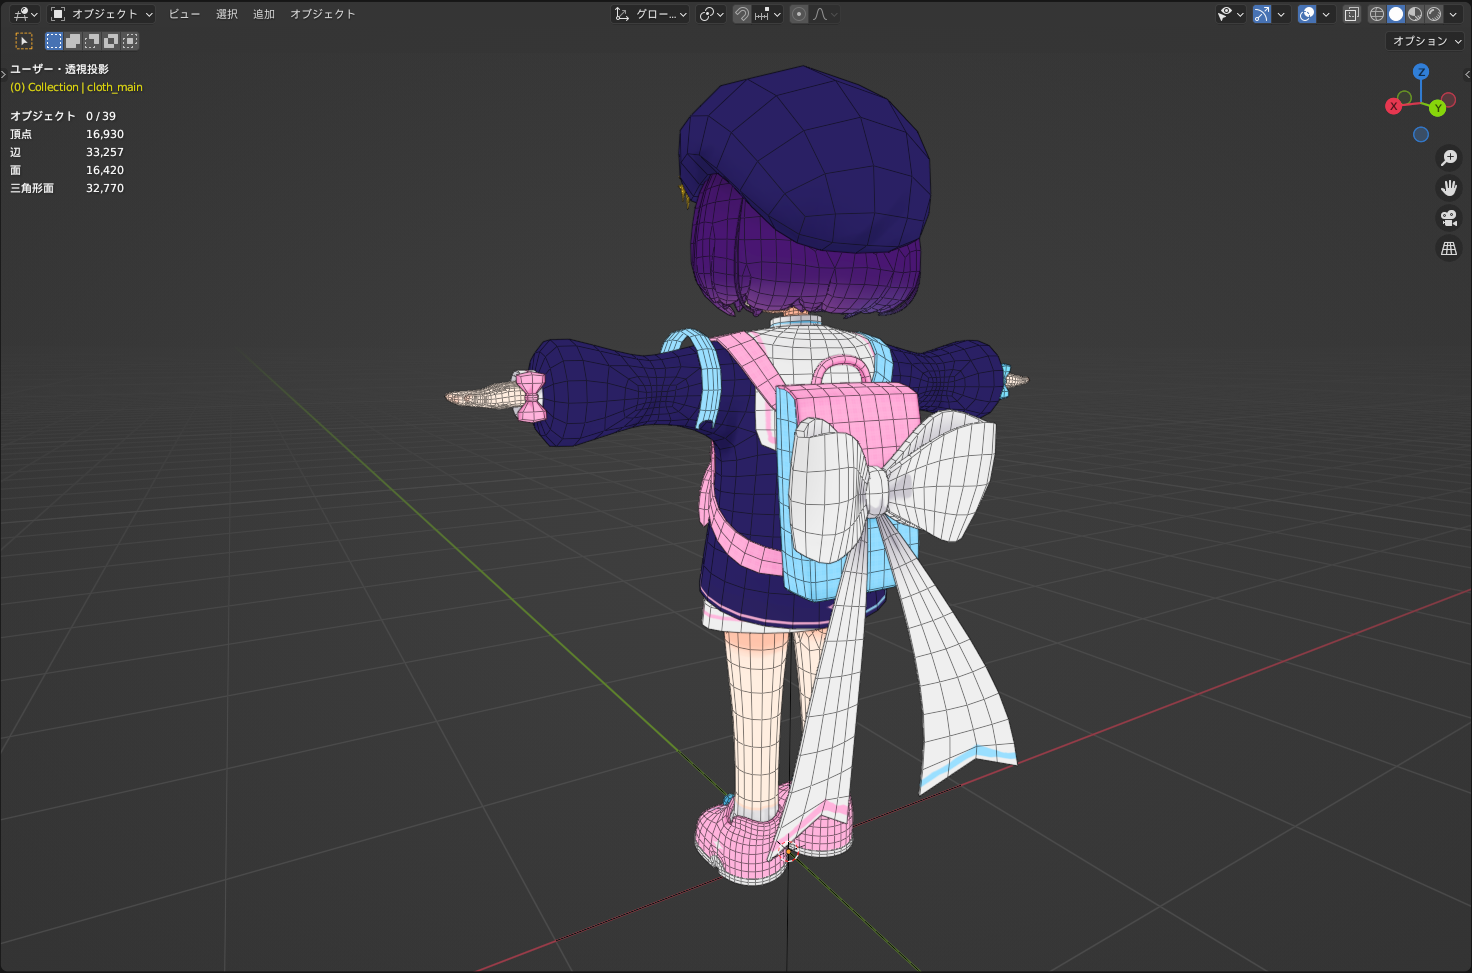 オブジェクト ビュー 選択 追加 オブジェクト グロー...
オプション
ユーザー・透視投影
(0) Collection | cloth_main
オブジェクト 0 / 39
頂点 16,930
辺 33,257
面 16,420
三角形面 32,770
Z
X
Y